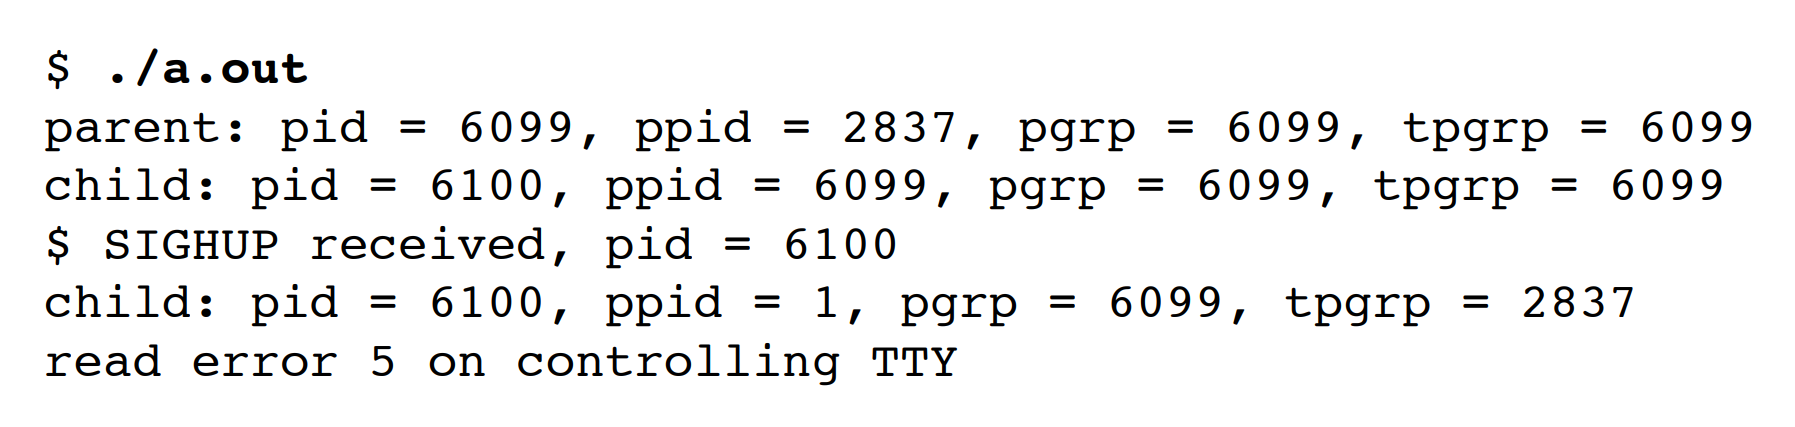 $ ./a.out
parent: pid = 6099, ppid = 2837, pgrp = 6099, tpgrp = 6099
child: pid = 6100, ppid = 6099, pgrp = 6099, tpgrp = 6099
$ SIGHUP received, pid = 6100
child: pid = 6100, ppid = 1, pgrp = 6099, tpgrp = 2837
read error 5 on controlling TTY